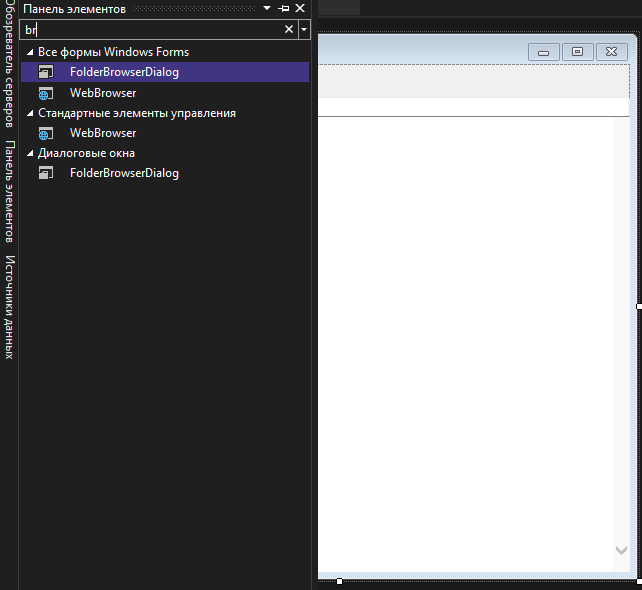 Панель элементов
br
Все формы Windows Forms
FolderBrowserDialog
WebBrowser
Стандартные элементы управления
WebBrowser
Диалоговые окна
FolderBrowserDialog
Обозреватель серверов
Панель элементов
Источники данных